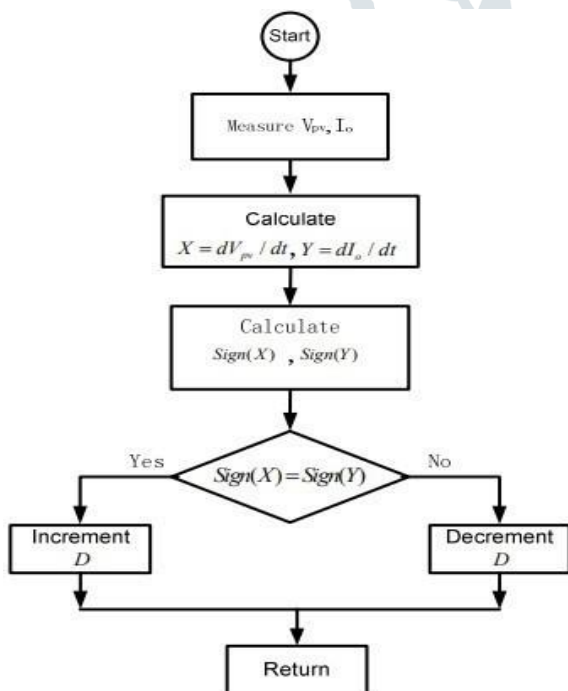 Start
Measure Vpv, Io
Calculate
X = dVpv / dt, Y = dIo / dt
Calculate
Sign(X) , Sign(Y)
Sign(X)=Sign(Y)
Yes
No
Increment
D
Decrement
D
Return